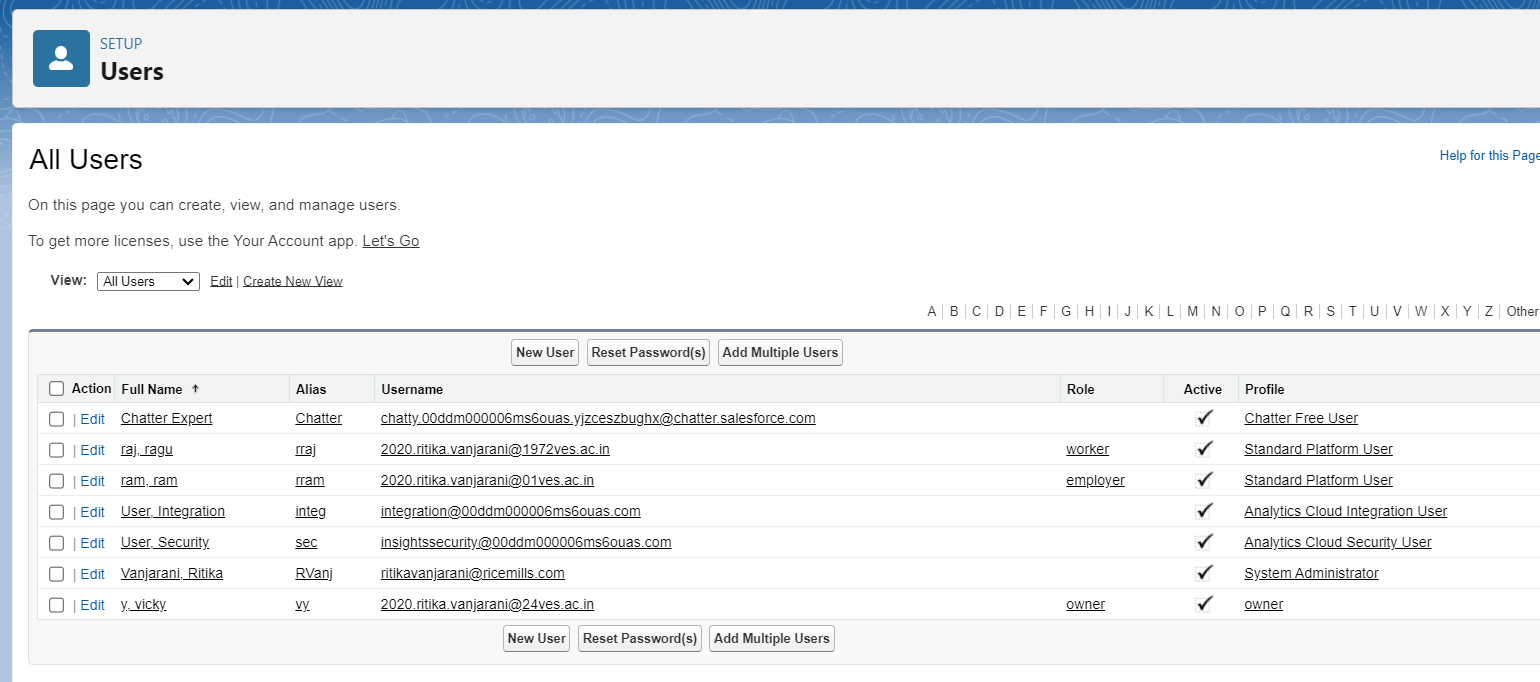 SETUP
Users
All Users
Help for this Page
On this page you can create, view, and manage users.
To get more licenses, use the Your Account app. Let's Go
View: All Users Edit | Create New View
A | B | C | D | E | F | G | H | I | J | K | L | M | N | O | P | Q | R | S | T | U | V | W | X | Y | Z | Other
New User Reset Password(s) Add Multiple Users
Action Full Name ↑ Alias Username Role Active Profile
| Edit Chatter Expert Chatter chatty.00ddm000006ms6ouas.yjzceszbughx@chatter.salesforce.com ✓ Chatter Free User
| Edit raj, ragu rraj 2020.ritika.vanjarani@1972ves.ac.in worker ✓ Standard Platform User
| Edit ram, ram rram 2020.ritika.vanjarani@01ves.ac.in employer ✓ Standard Platform User
| Edit User, Integration integ integration@00ddm000006ms6ouas.com ✓ Analytics Cloud Integration User
| Edit User, Security sec insightssecurity@00ddm000006ms6ouas.com ✓ Analytics Cloud Security User
| Edit Vanjarani, Ritika RVanj ritikavanjarani@ricemills.com ✓ System Administrator
| Edit y, vicky vy 2020.ritika.vanjarani@24ves.ac.in owner ✓ owner
New User Reset Password(s) Add Multiple Users